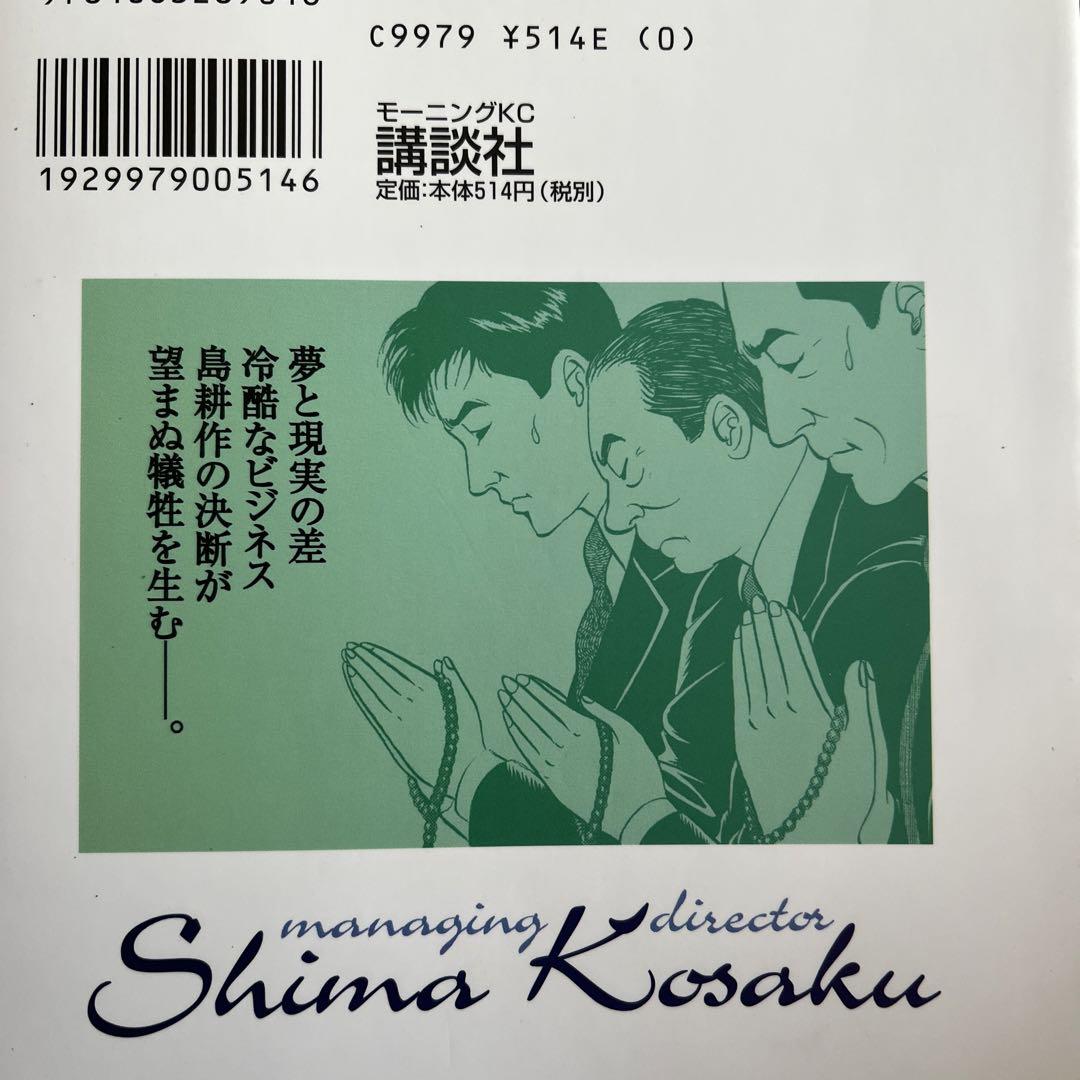 C9979 ¥514E (0)
モーニングKC
講談社
定価:本体514円(税別)
1929979005146
夢と現実の差
冷酷なビジネス
島耕作の決断が
望まぬ犠牲を生む――。
managing director
Shima Kosaku